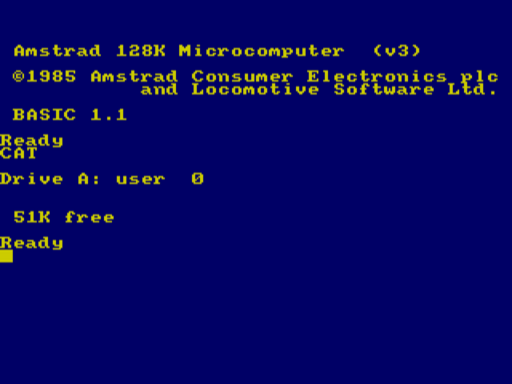 Amstrad 128K Microcomputer  (v3)
©1985 Amstrad Consumer Electronics plc
and Locomotive Software Ltd.
BASIC 1.1
Ready
CAT
Drive A: user  0
51K free
Ready